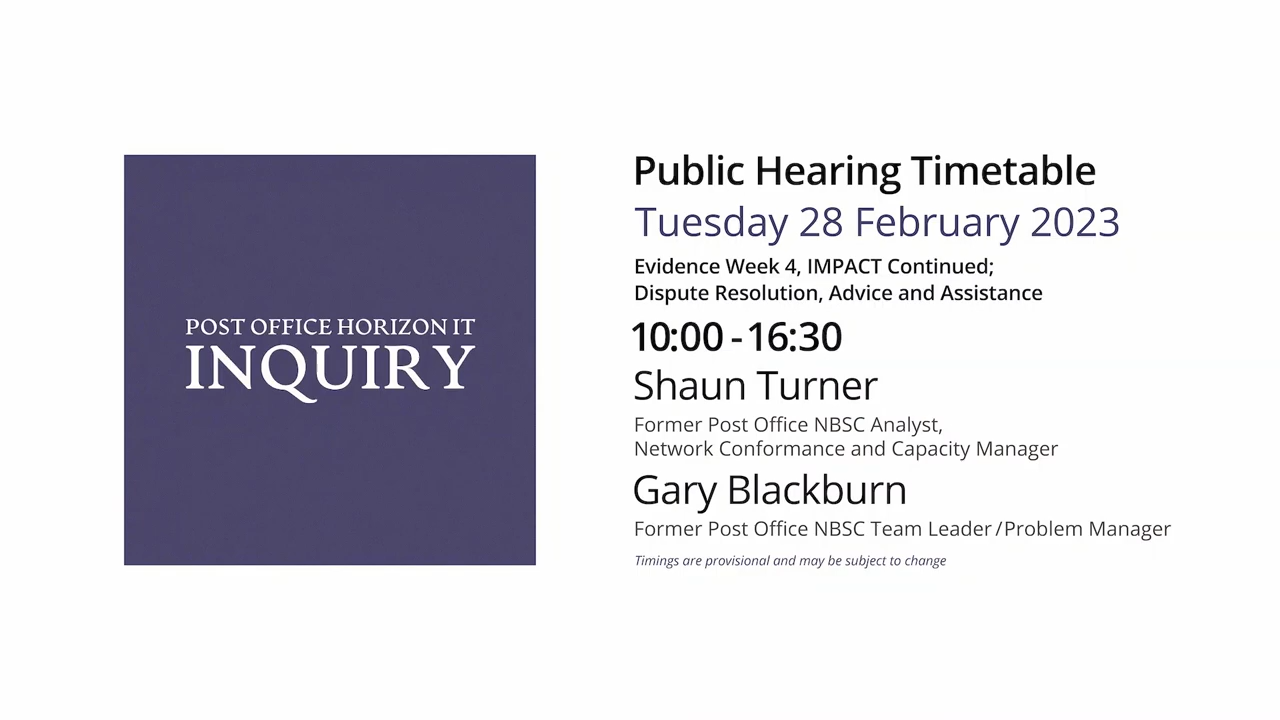 POST OFFICE HORIZON IT
INQUIRY
Public Hearing Timetable
Tuesday 28 February 2023
Evidence Week 4, IMPACT Continued;
Dispute Resolution, Advice and Assistance
10:00 - 16:30
Shaun Turner
Former Post Office NBSC Analyst,
Network Conformance and Capacity Manager
Gary Blackburn
Former Post Office NBSC Team Leader/Problem Manager
Timings are provisional and may be subject to change